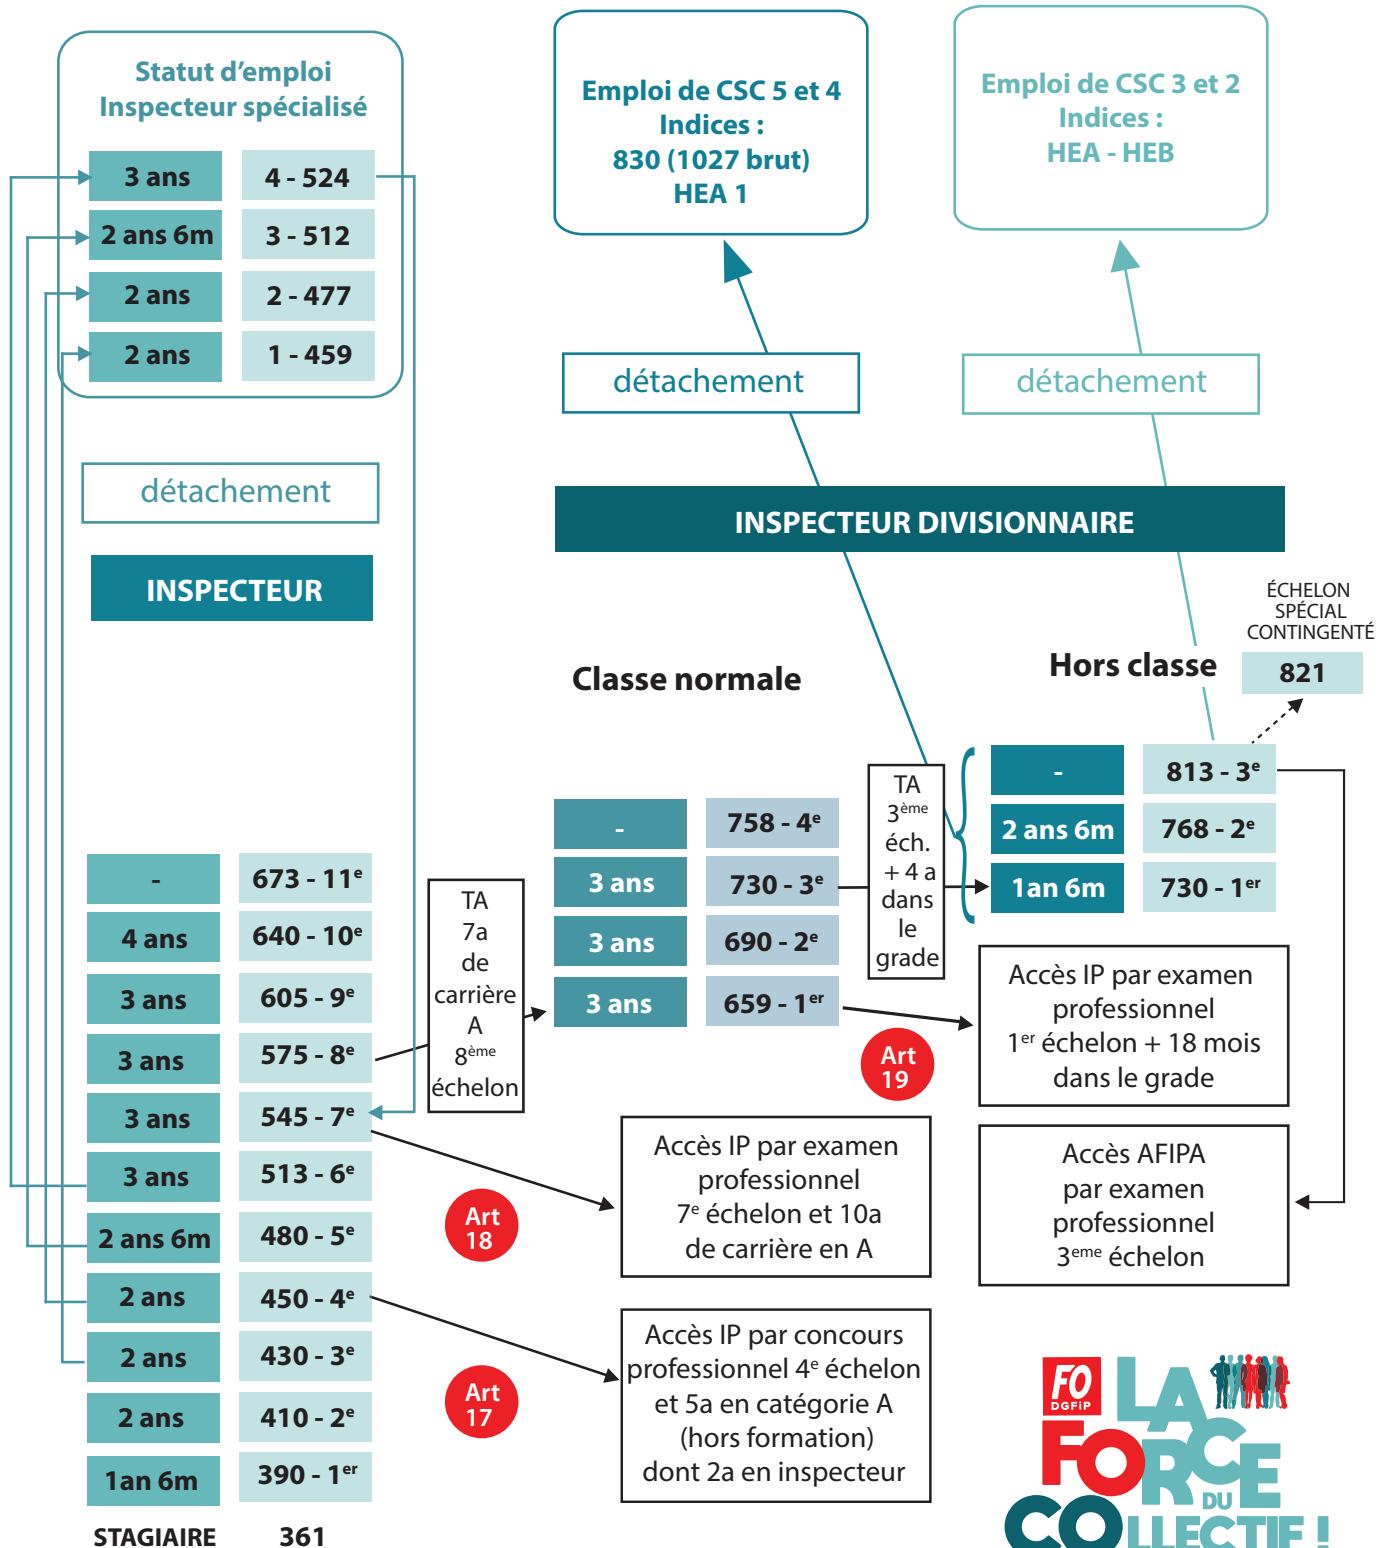 Statut d'emploi
Inspecteur spécialisé
3 ans 4 - 524
2 ans 6m 3 - 512
2 ans 2 - 477
2 ans 1 - 459
détachement
INSPECTEUR
- 673 - 11e
4 ans 640 - 10e
3 ans 605 - 9e
3 ans 575 - 8e
3 ans 545 - 7e
3 ans 513 - 6e
2 ans 6m 480 - 5e
2 ans 450 - 4e
2 ans 430 - 3e
2 ans 410 - 2e
1an 6m 390 - 1er
STAGIAIRE 361
TA
7a
de
carrière
A
8ème
échelon
Emploi de CSC 5 et 4
Indices :
830 (1027 brut)
HEA 1
détachement
Emploi de CSC 3 et 2
Indices :
HEA - HEB
détachement
INSPECTEUR DIVISIONNAIRE
Classe normale
- 758 - 4e
3 ans 730 - 3e
3 ans 690 - 2e
3 ans 659 - 1er
TA
3ème
éch.
+ 4 a
dans
le
grade
Hors classe
ÉCHELON
SPÉCIAL
CONTINGENTÉ
821
- 813 - 3e
2 ans 6m 768 - 2e
1an 6m 730 - 1er
Art
19
Accès IP par examen
professionnel
1er échelon + 18 mois
dans le grade
Art
18
Accès IP par examen
professionnel
7e échelon et 10a
de carrière en A
Accès AFIPA
par examen
professionnel
3eme échelon
Art
17
Accès IP par concours
professionnel 4e échelon
et 5a en catégorie A
(hors formation)
dont 2a en inspecteur
FO
DGFiP
LA
FORCE
DU
COLLECTIF !